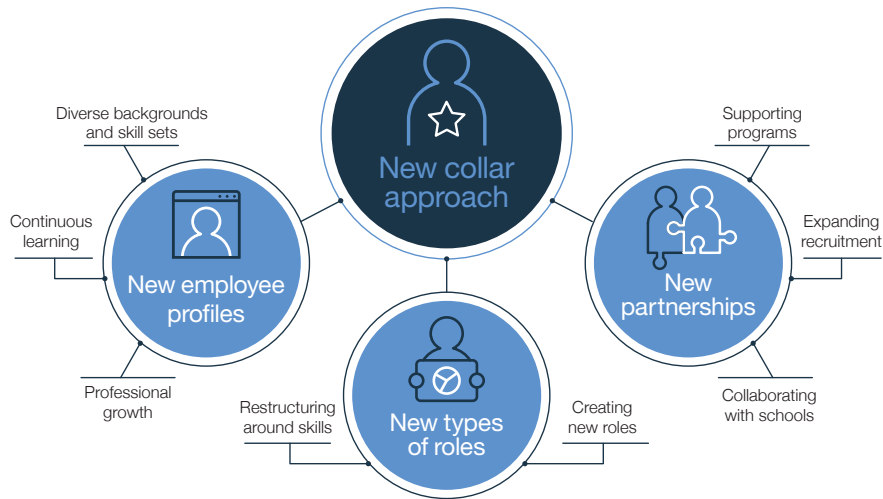 New collar
approach
Diverse backgrounds
and skill sets
Continuous
learning
Professional
growth
New employee
profiles
Restructuring
around skills
New types
of roles
Creating
new roles
New
partnerships
Supporting
programs
Expanding
recruitment
Collaborating
with schools